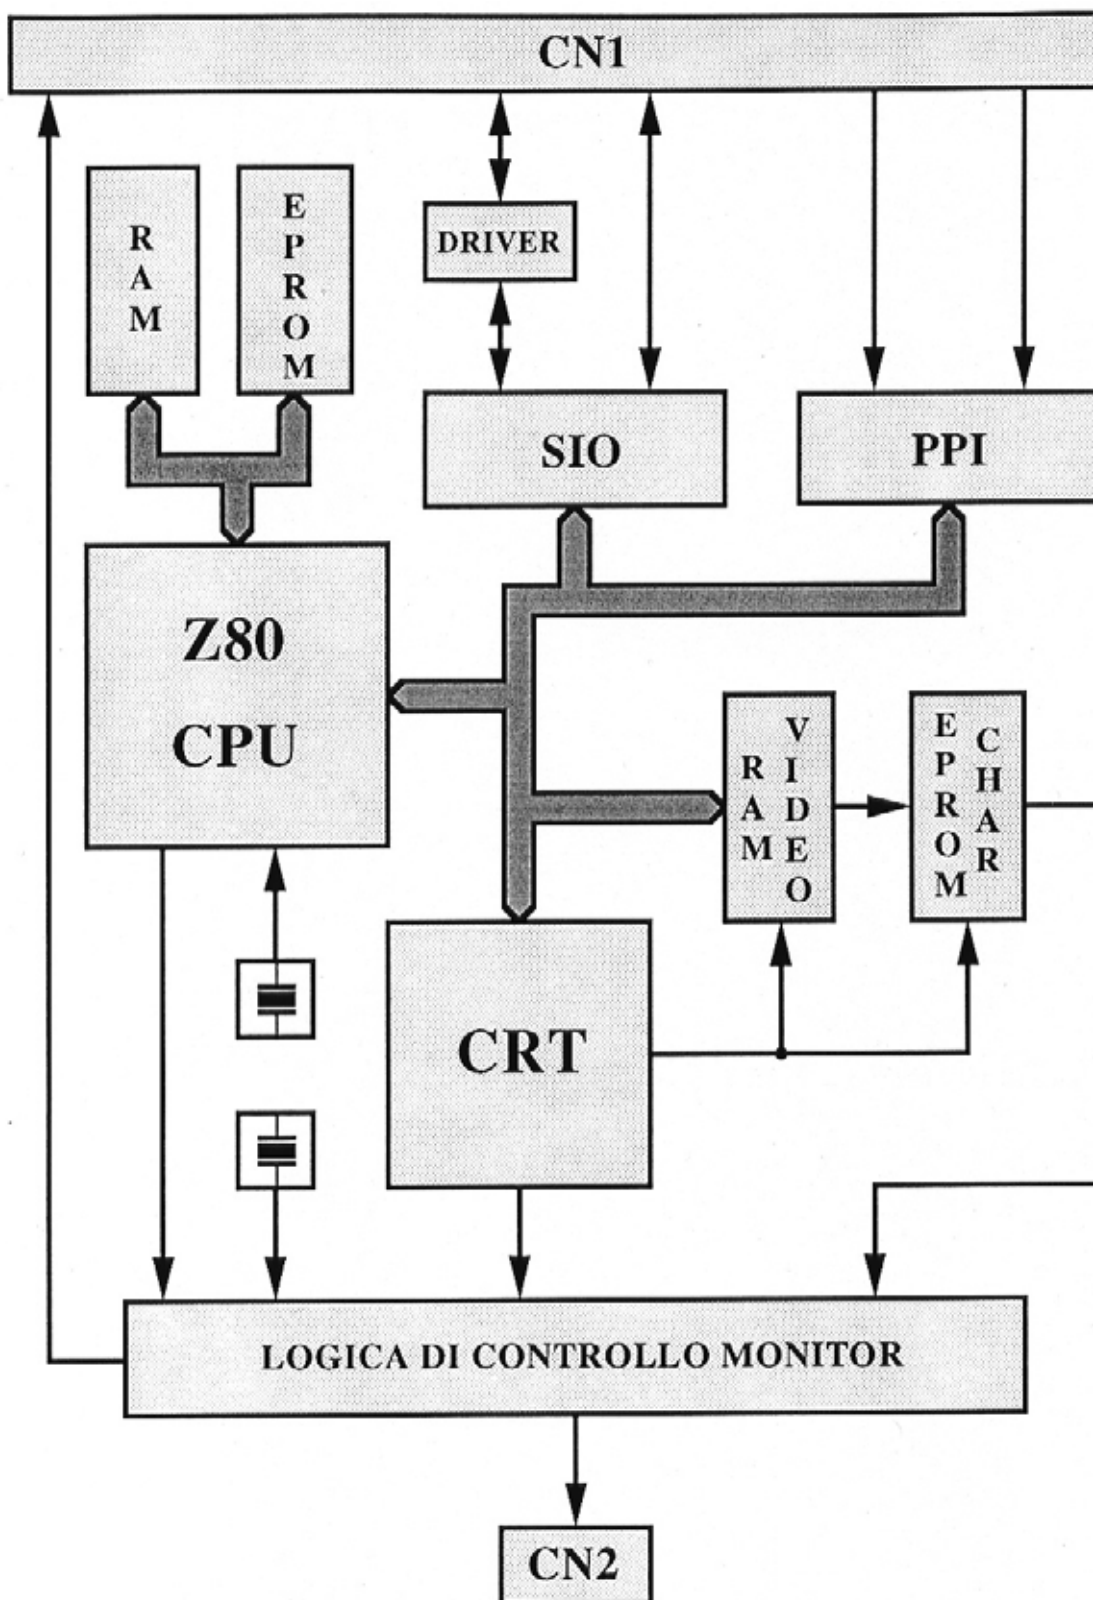 CN1
RAM
EPROM
DRIVER
SIO
PPI
Z80
CPU
RAM
VIDEO
EPROM
CHAR
CRT
LOGICA DI CONTROLLO MONITOR
CN2